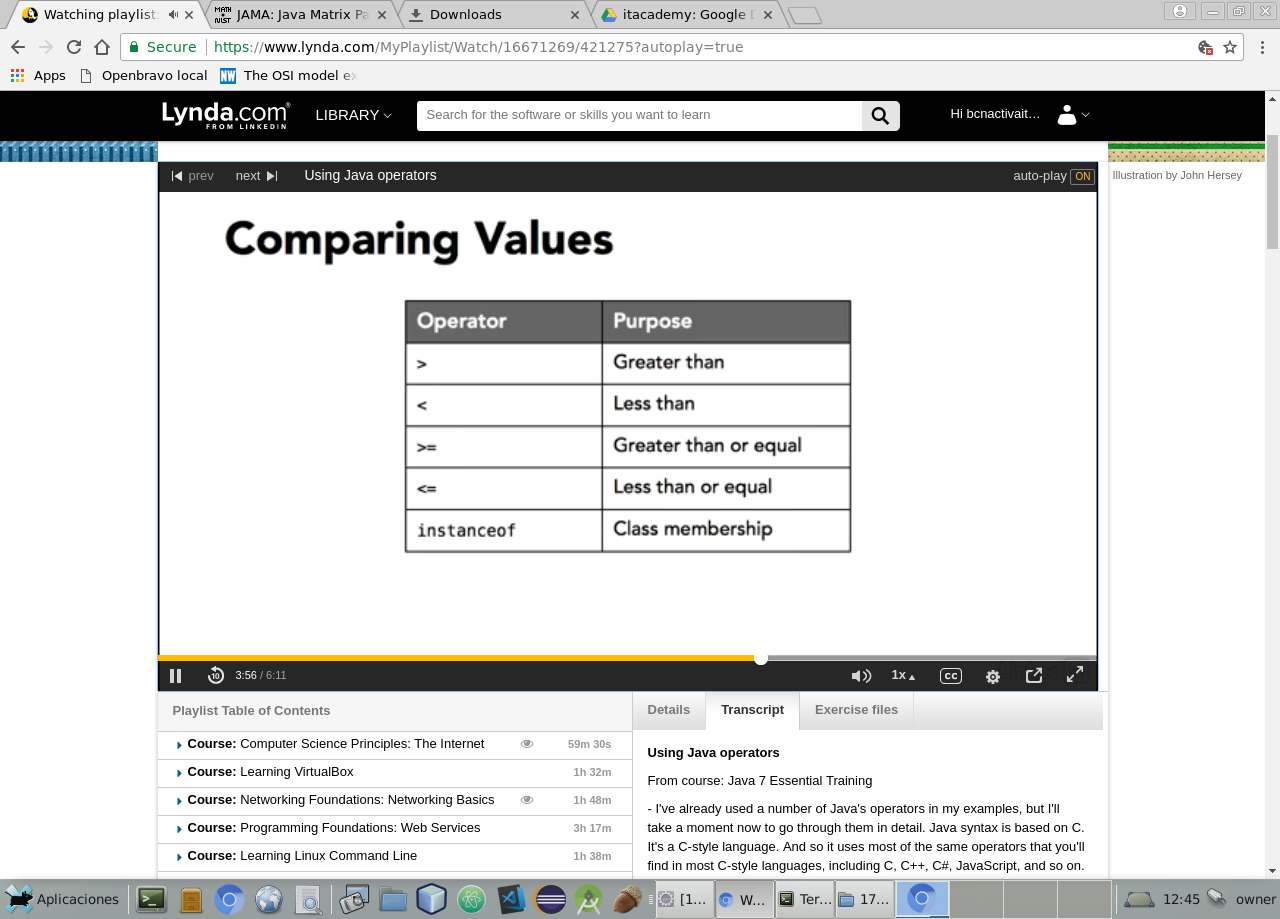 Watching playlist:
JAMA: Java Matrix Pa
Downloads
itacademy: Google D
Secure
https://www.lynda.com/MyPlaylist/Watch/16671269/421275?autoplay=true
Apps
Openbravo local
NW
The OSI model ex
Lynda.com®
FROM LINKEDIN
LIBRARY
Search for the software or skills you want to learn
Hi bcnactivait…
prev
next
Using Java operators
auto-play ON
Illustration by John Hersey
Comparing Values
Operator Purpose
> Greater than
< Less than
>= Greater than or equal
<= Less than or equal
instanceof Class membership
10
3:56 / 6:11
1x
CC
Playlist Table of Contents
Course: Computer Science Principles: The Internet 59m 30s
Course: Learning VirtualBox 1h 32m
Course: Networking Foundations: Networking Basics 1h 48m
Course: Programming Foundations: Web Services 3h 17m
Course: Learning Linux Command Line 1h 38m
Details
Transcript
Exercise files
Using Java operators
From course: Java 7 Essential Training
- I've already used a number of Java's operators in my examples, but I'll
take a moment now to go through them in detail. Java syntax is based on C.
It's a C-style language. And so it uses most of the same operators that you'll
find in most C-style languages, including C, C++, C#, JavaScript, and so on.
Aplicaciones
[1...
W...
Ter...
17...
12:45
owner